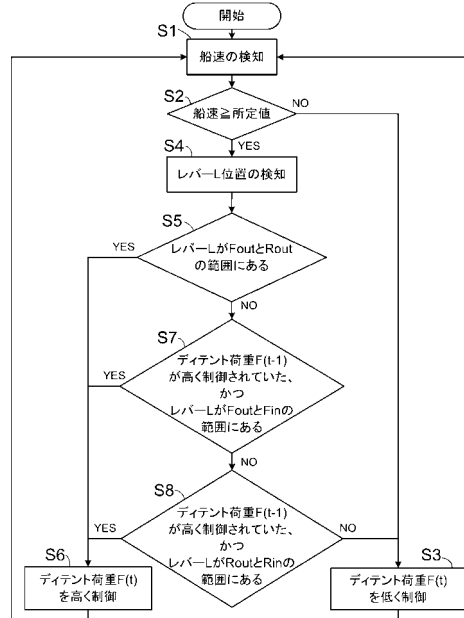 開始
S1
船速の検知
S2
船速≧所定値
NO
YES
S4
レバーL位置の検知
S5
レバーLがFoutとRout
の範囲にある
YES
NO
S7
ディテント荷重F(t-1)
が高く制御されていた、
かつ
レバーLがFoutとFinの
範囲にある
YES
NO
S8
ディテント荷重F(t-1)
が高く制御されていた、
かつ
レバーLがRoutとRinの
範囲にある
YES
NO
S6
ディテント荷重F(t)
を高く制御
S3
ディテント荷重F(t)
を低く制御